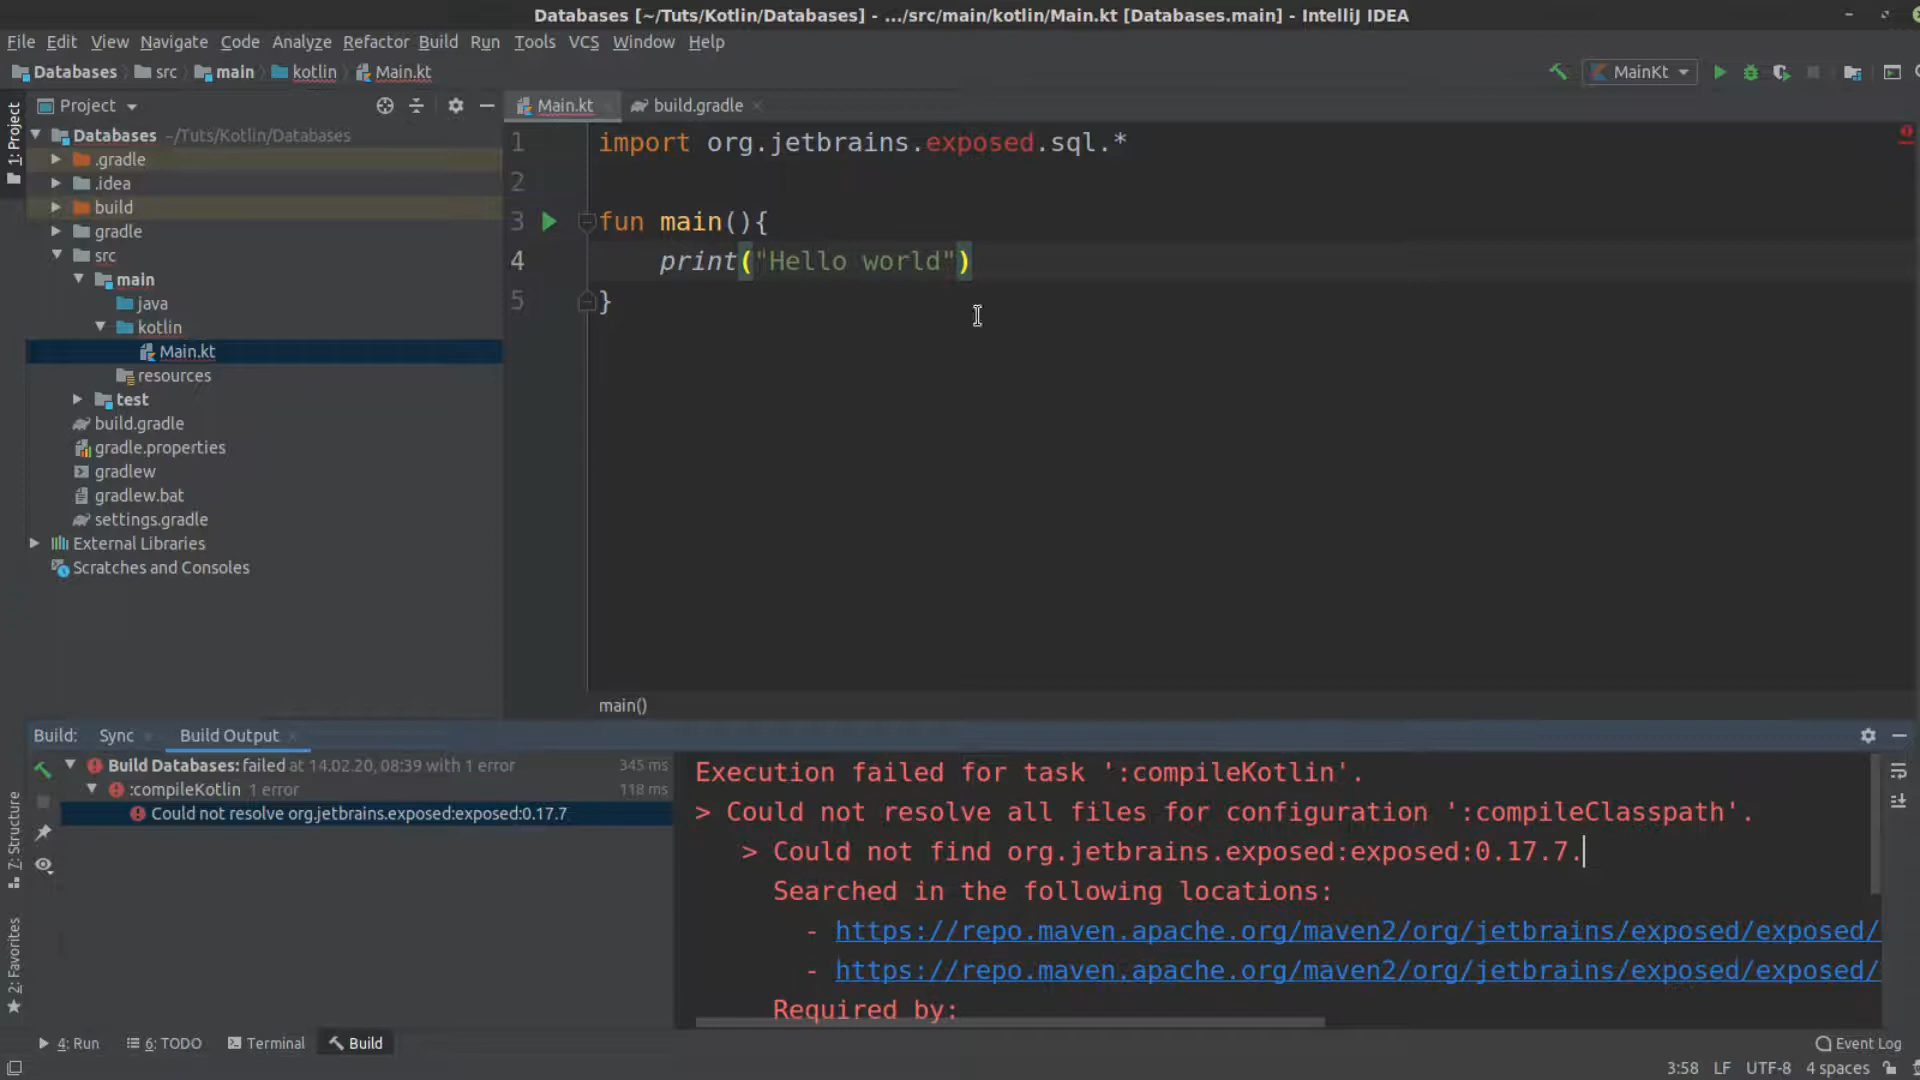 Databases [~/Tuts/Kotlin/Databases] - .../src/main/kotlin/Main.kt [Databases.main] - IntelliJ IDEA
File Edit View Navigate Code Analyze Refactor Build Run Tools VCS Window Help
Databases src main kotlin Main.kt MainKt
1: Project
Project
Main.kt build.gradle
Databases ~/Tuts/Kotlin/Databases
.gradle
.idea
build
gradle
src
main
java
kotlin
Main.kt
resources
test
build.gradle
gradle.properties
gradlew
gradlew.bat
settings.gradle
External Libraries
Scratches and Consoles
1 import org.jetbrains.exposed.sql.*
2
3 fun main(){
4 print("Hello world")
5 }
main()
Build: Sync Build Output
Build Databases: failed at 14.02.20, 08:39 with 1 error 345 ms
:compileKotlin 1 error 118 ms
Could not resolve org.jetbrains.exposed:exposed:0.17.7
Execution failed for task ':compileKotlin'.
> Could not resolve all files for configuration ':compileClasspath'.
> Could not find org.jetbrains.exposed:exposed:0.17.7.
Searched in the following locations:
- https://repo.maven.apache.org/maven2/org/jetbrains/exposed/exposed/
- https://repo.maven.apache.org/maven2/org/jetbrains/exposed/exposed/
Required by:
7: Structure
2: Favorites
4: Run 6: TODO Terminal Build Event Log
3:58 LF UTF-8 4 spaces